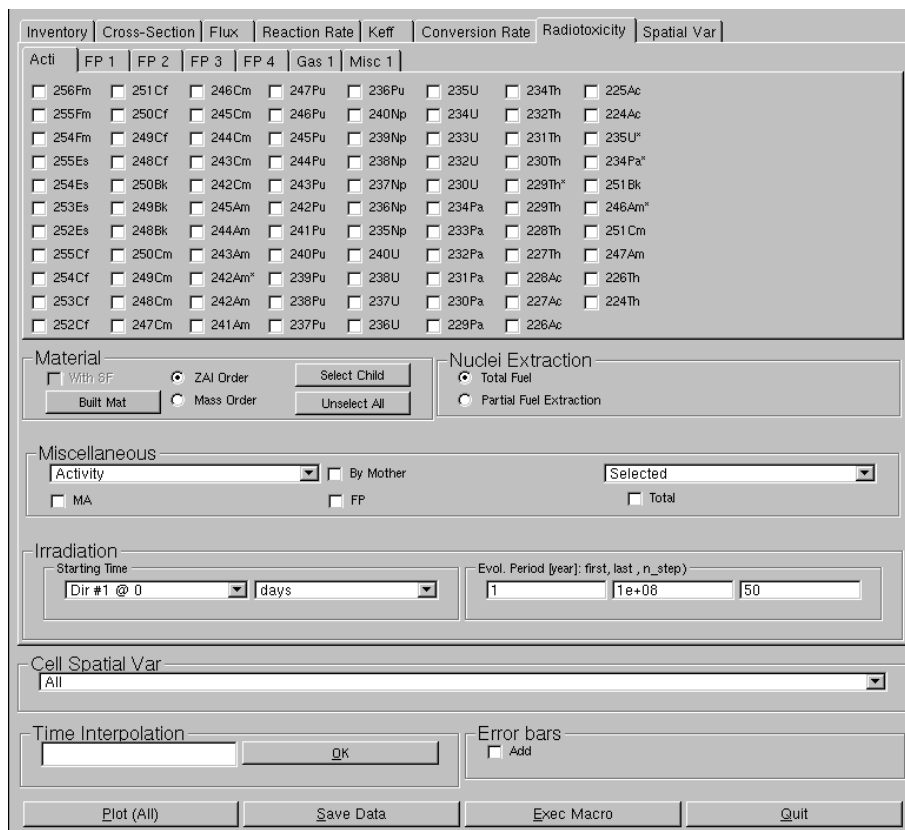 Inventory Cross-Section Flux Reaction Rate Keff Conversion Rate Radiotoxicity Spatial Var
Acti FP 1 FP 2 FP 3 FP 4 Gas 1 Misc 1
256Fm 251Cf 246Cm 247Pu 236Pu 235U 234Th 225Ac
255Fm 250Cf 245Cm 246Pu 240Np 234U 232Th 224Ac
254Fm 249Cf 244Cm 245Pu 239Np 233U 231Th 235U*
255Es 248Cf 243Cm 244Pu 238Np 232U 230Th 234Pa*
254Es 250Bk 242Cm 243Pu 237Np 230U 229Th* 251Bk
253Es 249Bk 245Am 242Pu 236Np 234Pa 229Th 246Am*
252Es 248Bk 244Am 241Pu 235Np 233Pa 228Th 251Cm
255Cf 250Cm 243Am 240Pu 240U 232Pa 227Th 247Am
254Cf 249Cm 242Am* 239Pu 238U 231Pa 228Ac 226Th
253Cf 248Cm 242Am 238Pu 237U 230Pa 227Ac 224Th
252Cf 247Cm 241Am 237Pu 236U 229Pa 226Ac
Material Nuclei Extraction
With SF ZAI Order Select Child Total Fuel
Built Mat Mass Order Unselect All Partial Fuel Extraction
Miscellaneous
Activity By Mother Selected
MA FP Total
Irradiation
Starting Time Evol. Period [year]: first, last , n_step)
Dir #1 @ 0 days 1 1e+08 50
Cell Spatial Var
All
Time Interpolation Error bars
OK Add
Plot (All) Save Data Exec Macro Quit